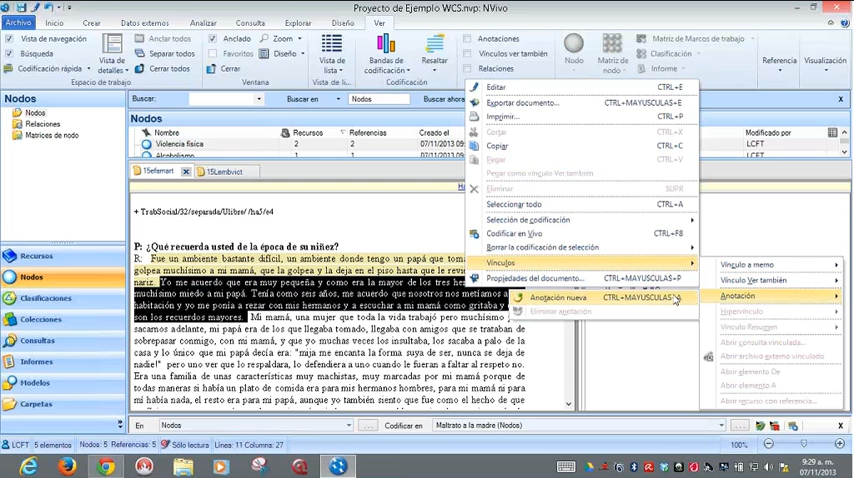 Proyecto de Ejemplo WCS.nvp: NVivo
Archivo Inicio Crear Datos externos Analizar Consulta Explorar Diseño Ver
Vista de navegación
Búsqueda
Codificación rápida
Espacio de trabajo
Vista de detalles
Anclar todo
Separar todo
Cerrar todos
Anclado
Favoritos
Cerrar
Zoom
Diseño
Ventana
Vista de lista
Vista de li...
Bandas de codificación
Resaltar
Codificación
Anotaciones
Vínculos ver también
Relaciones
Nodo
Matriz de nodo
Matriz de Marcos de trabajo
Clasificación
Informe
Referencia
Visualización
Nodos
Nodos
Relaciones
Matrices de nodo
Recursos
Nodos
Clasificaciones
Colecciones
Consultas
Informes
Modelos
Carpetas
Buscar: Buscar en Nodos Buscar ahora
Nodos
Nombre Recursos Referencias Creado el Modificado por
Violencia física 2 2 07/11/2013 09: LCFT
Alcoholismo
15efamart 15Lembvict
+ TrabSocial/32/separada/Ulibre/ /ha5/e4
P: ¿Qué recuerda usted de la época de su niñez?
R: Fue un ambiente bastante difícil, un ambiente donde tengo un papá que toma
golpea muchísimo a mi mamá, que la golpea y la deja en el piso hasta le revi
nariz. Yo me acuerdo que era muy pequeña y como era la mayor de los tres her
muchísimo miedo a mi papá. Tenía como seis años, me acuerdo que nosotros nos metíamos
habitación y yo me ponía a rezar con mis hermanos y a escuchar a mi mamá como gritaba
son los recuerdos mayores. Mi mamá, una mujer que toda la vida trabajó muchísimo
sacarnos adelante, mi papá era de los que llegaba tomado, llegaba con amigos que se trataban de
sobrepasar conmigo, y que yo muchas veces los insultaba, los sacaba a palo de la
casa y lo único que mi papá decía era: "mija me encanta la forma suya de ser, nunca se deja de
nadie!" pero uno ver que lo respaldara, lo defendiera a uno cuando le fueran a faltar al respeto no.
Era una familia de unas características muy machistas, muy marcadas por mi mamá porque de
todas maneras si había un plato de comida era para mis hermanos hombres, para mi mamá ni para
mí había nada, el resto era para mi papá, aunque yo también siento que fue como el hecho de que
Editar CTRL+E
Exportar documento... CTRL+MAYUSCULAS+E
Imprimir... CTRL+P
Cortar CTRL+X
Copiar CTRL+C
Pegar CTRL+V
Pegar como vínculo Ver también
Eliminar SUPR
Seleccionar todo CTRL+A
Selección de codificación
Codificar en Vivo CTRL+F8
Borrar la codificación de selección
Vínculos
Propiedades del documento... CTRL+MAYUSCULAS+P
Anotación nueva CTRL+MAYUSCULAS+A
Eliminar anotación
Vínculo a memo
Vínculo Ver también
Anotación
Hipervínculo
Vínculo Resumen
Abrir consulta vinculada...
Abrir archivo externo vinculado
Abrir elemento De
Abrir elemento A
Abrir recurso con referencia...
En Nodos Codificar en Maltrato a la madre (Nodos)
LCFT 5 elementos Nodos: 5 Referencias: 5 Sólo lectura Línea: 11 Columna: 27 100%
9:29 a. m.
07/11/2013